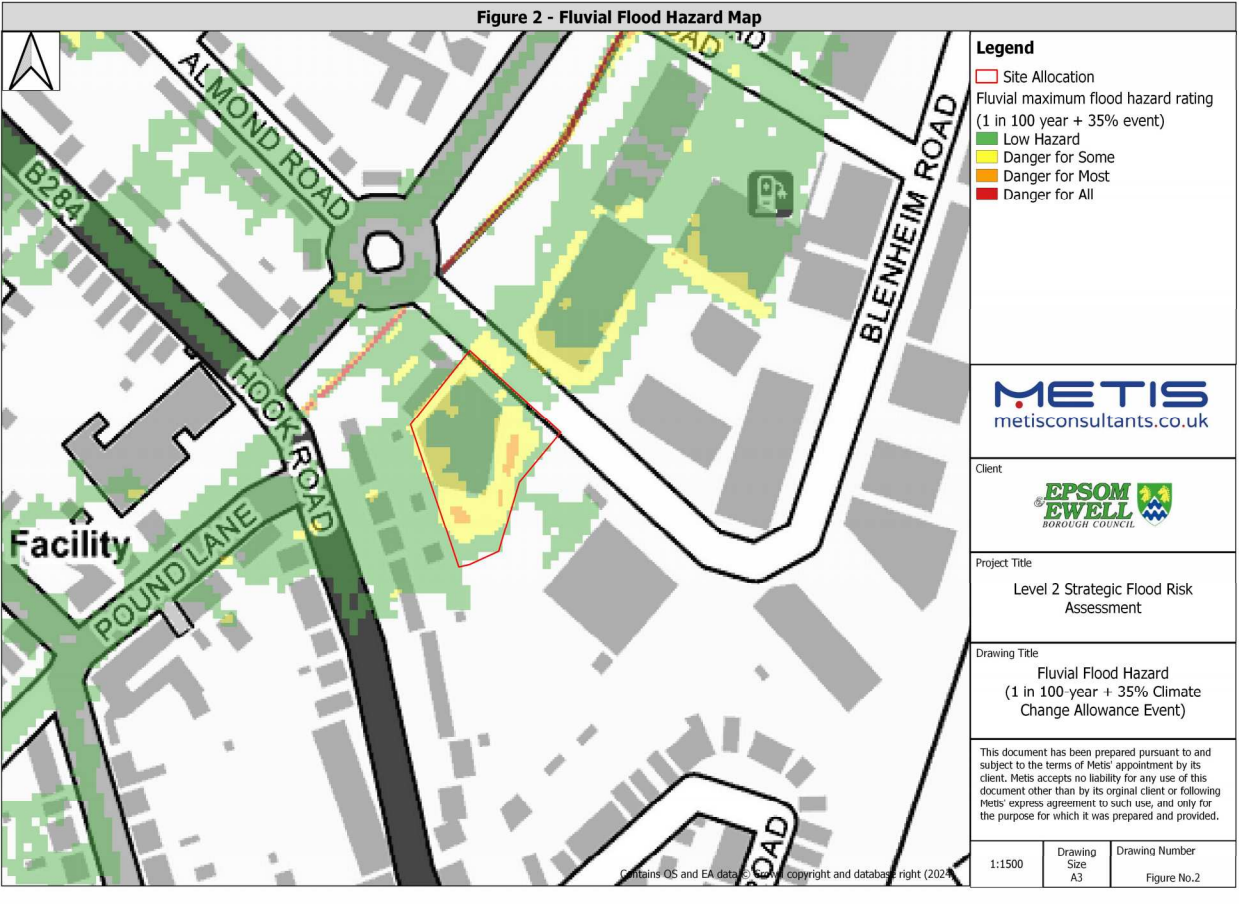 Figure 2 - Fluvial Flood Hazard Map
ROAD
ALMOND ROAD
B284
HOOK ROAD
BLENHEIM ROAD
Facility
POUND LANE
ROAD
Contains OS and EA data © Crown copyright and database right (2024
Legend
Site Allocation
Fluvial maximum flood hazard rating
(1 in 100 year + 35% event)
Low Hazard
Danger for Some
Danger for Most
Danger for All
METIS
metisconsultants.co.uk
Client
EPSOM
& EWELL
BOROUGH COUNCIL
Project Title
Level 2 Strategic Flood Risk
Assessment
Drawing Title
Fluvial Flood Hazard
(1 in 100-year + 35% Climate
Change Allowance Event)
This document has been prepared pursuant to and
subject to the terms of Metis' appointment by its
client. Metis accepts no liability for any use of this
document other than by its orginal client or following
Metis' express agreement to such use, and only for
the purpose for which it was prepared and provided.
1:1500
Drawing
Size
A3
Drawing Number
Figure No.2